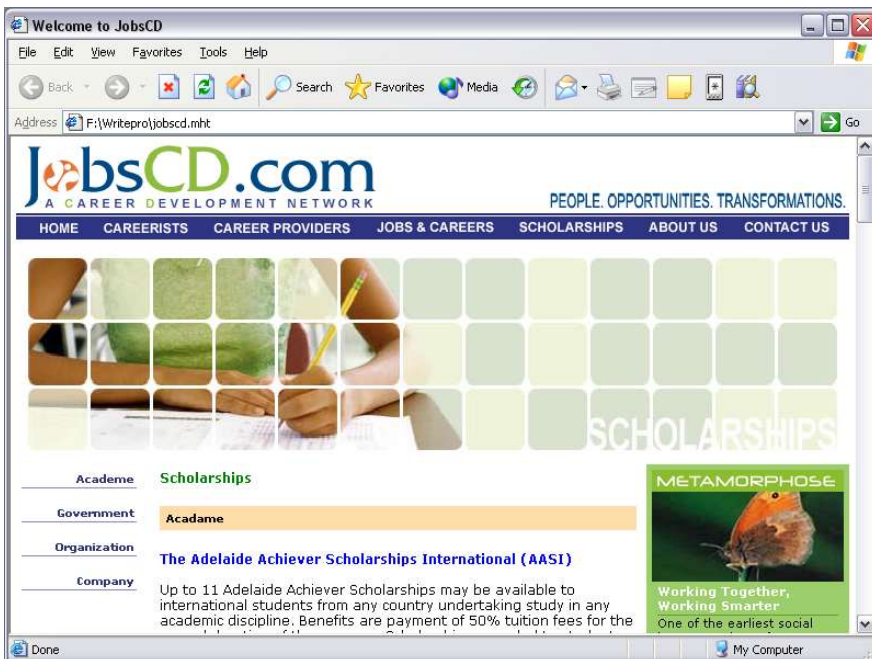 Welcome to JobsCD
File Edit View Favorites Tools Help
Back Search Favorites Media
Address F:\Writepro\jobscd.mht Go
JobsCD.com
A CAREER DEVELOPMENT NETWORK
PEOPLE. OPPORTUNITIES. TRANSFORMATIONS.
HOME CAREERISTS CAREER PROVIDERS JOBS & CAREERS SCHOLARSHIPS ABOUT US CONTACT US
SCHOLARSHIPS
Academe
Government
Organization
Company
Scholarships
Acadame
The Adelaide Achiever Scholarships International (AASI)
Up to 11 Adelaide Achiever Scholarships may be available to
international students from any country undertaking study in any
academic discipline. Benefits are payment of 50% tuition fees for the
METAMORPHOSE
Working Together,
Working Smarter
One of the earliest social
Done My Computer